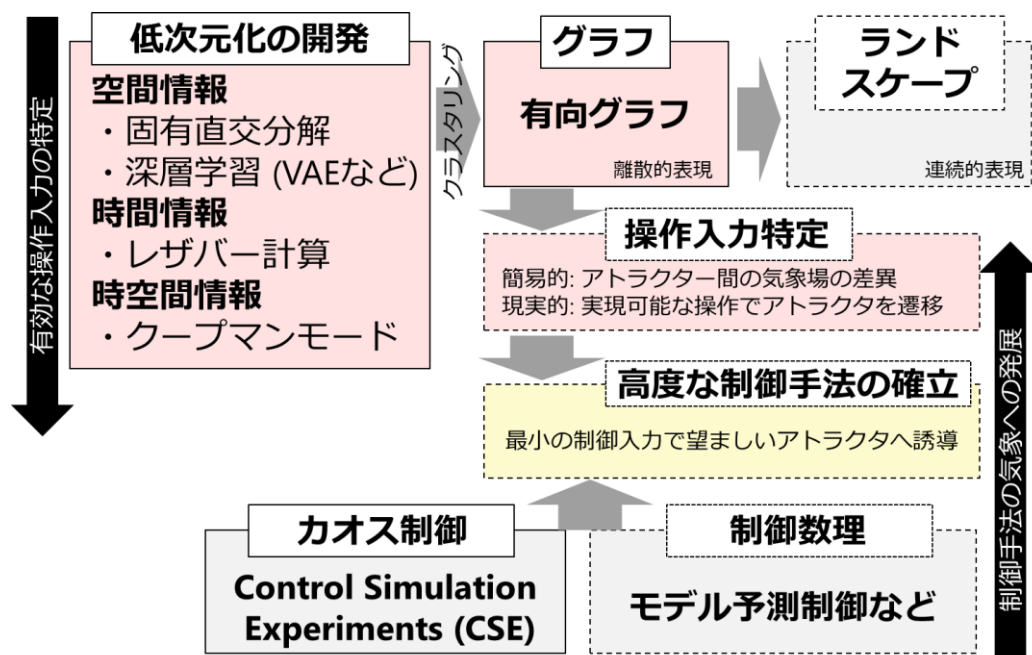 有効な操作入力の特定
低次元化の開発
空間情報
・固有直交分解
・深層学習 (VAEなど)
時間情報
・レザバー計算
時空間情報
・クープマンモード
クラスタリング
グラフ
有向グラフ
離散的表現
ランド
スケープ
連続的表現
操作入力特定
簡易的: アトラクター間の気象場の差異
現実的: 実現可能な操作でアトラクタを遷移
高度な制御手法の確立
最小の制御入力で望ましいアトラクタへ誘導
カオス制御
Control Simulation
Experiments (CSE)
制御数理
モデル予測制御など
制御手法の気象への発展